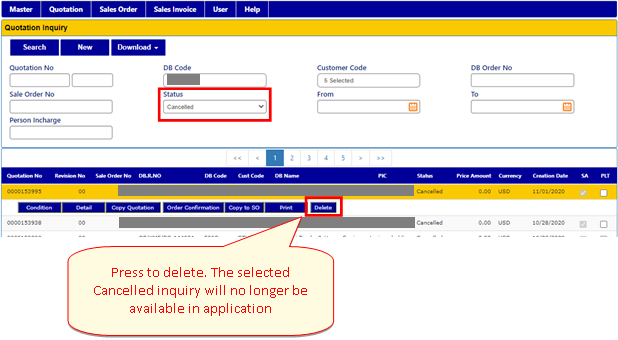 Master Quotation Sales Order Sales Invoice User Help
Quotation Inquiry
Search New Download
Quotation No DB Code Customer Code DB Order No
5 Selected
Sale Order No Status From To
Cancelled
Person Incharge
<< < 1 2 3 4 5 > >>
Quotation No Revision No Sale Order No DB.R.NO DB Code Cust Code DB Name PIC Status Price Amount Currency Creation Date SA PLT
0000153995 00 Cancelled 0.00 USD 11/01/2020
Condition Detail Copy Quotation Order Confirmation Copy to SO Print Delete
0000153938 00 Cancelled 0.00 USD 10/28/2020
Press to delete. The selected
Cancelled inquiry will no longer be
available in application